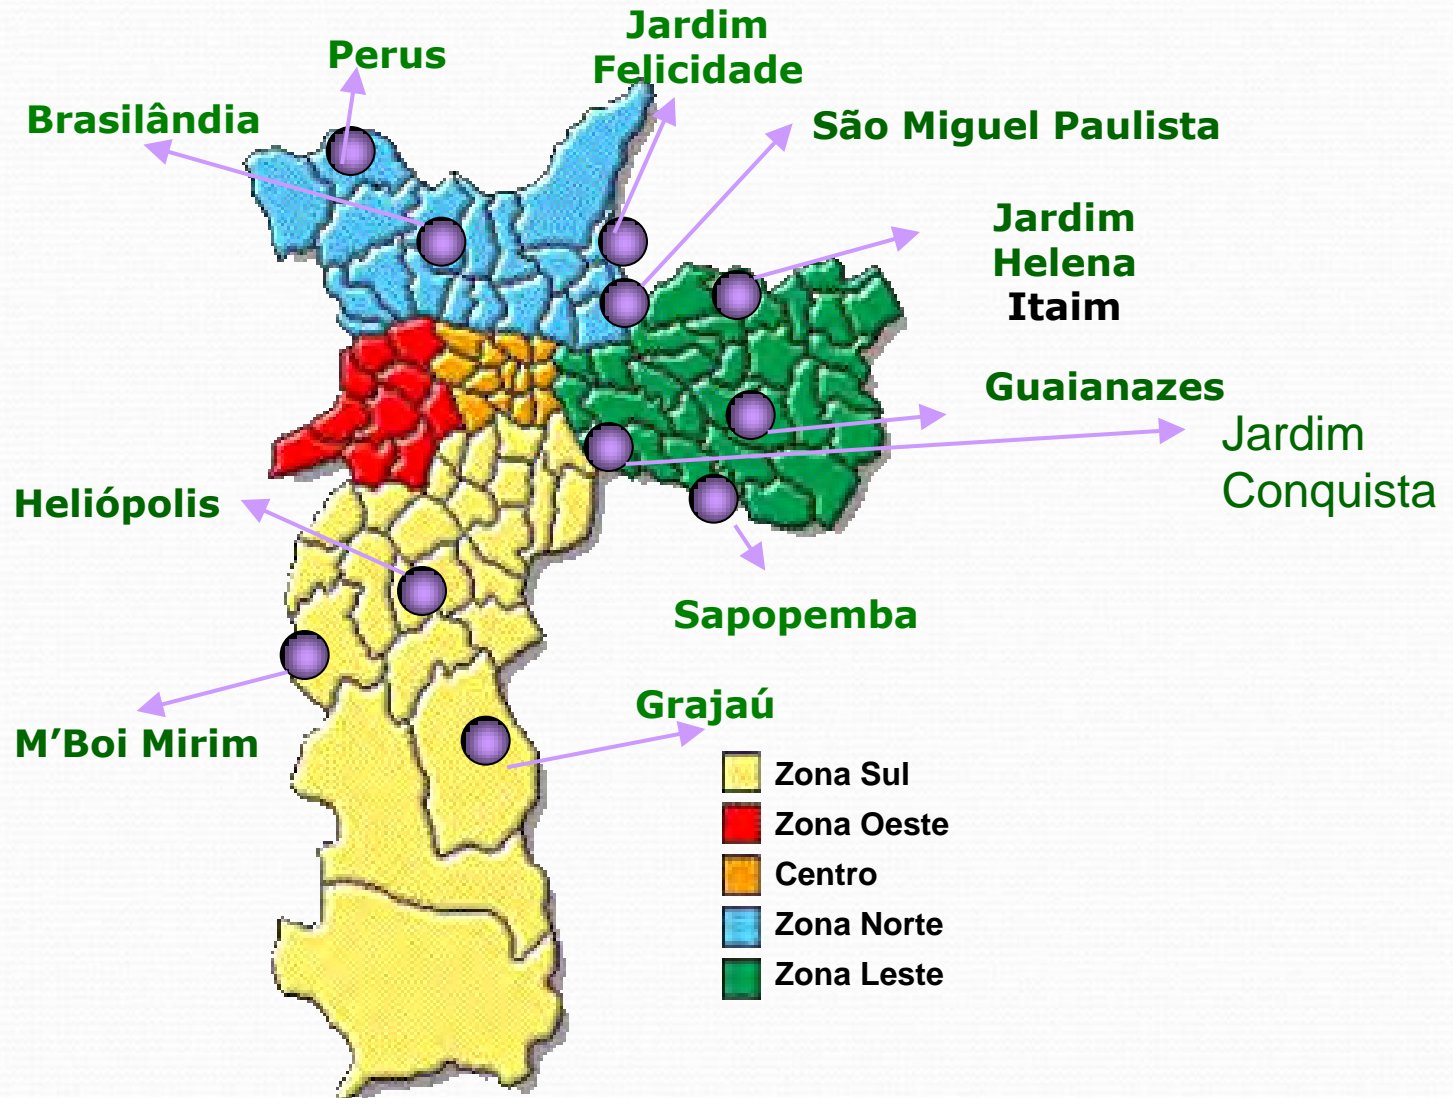 Jardim
Felicidade
Perus
Brasilândia
São Miguel Paulista
Jardim
Helena
Itaim
Guaianazes
Jardim
Conquista
Heliópolis
Sapopemba
Grajaú
M’Boi Mirim
Zona Sul
Zona Oeste
Centro
Zona Norte
Zona Leste